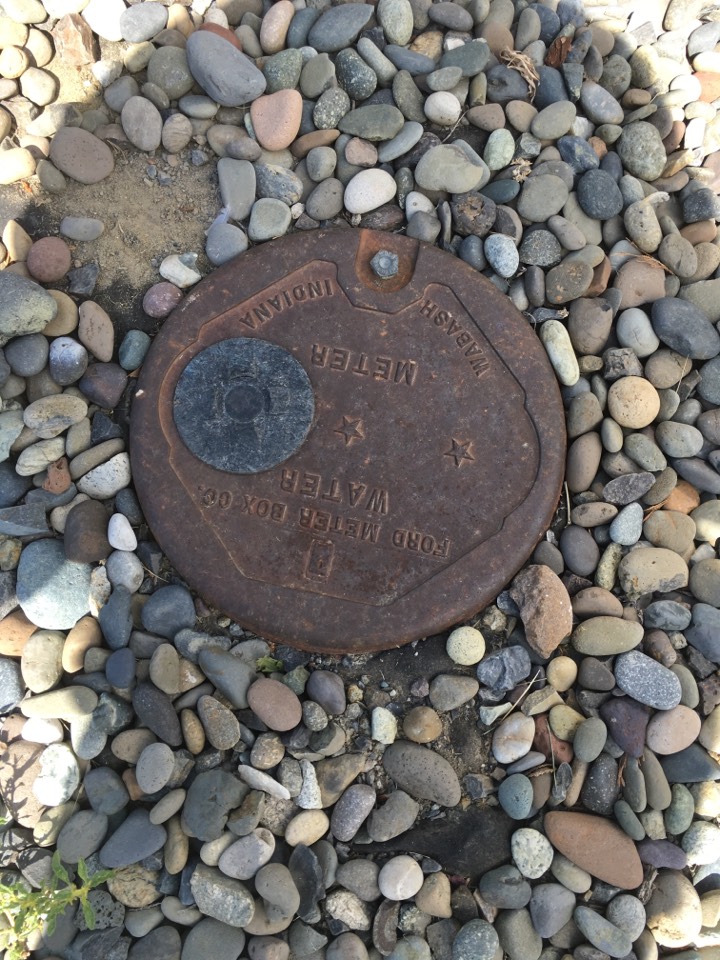 FORD METER BOX CO.
WATER
METER
WABASH INDIANA